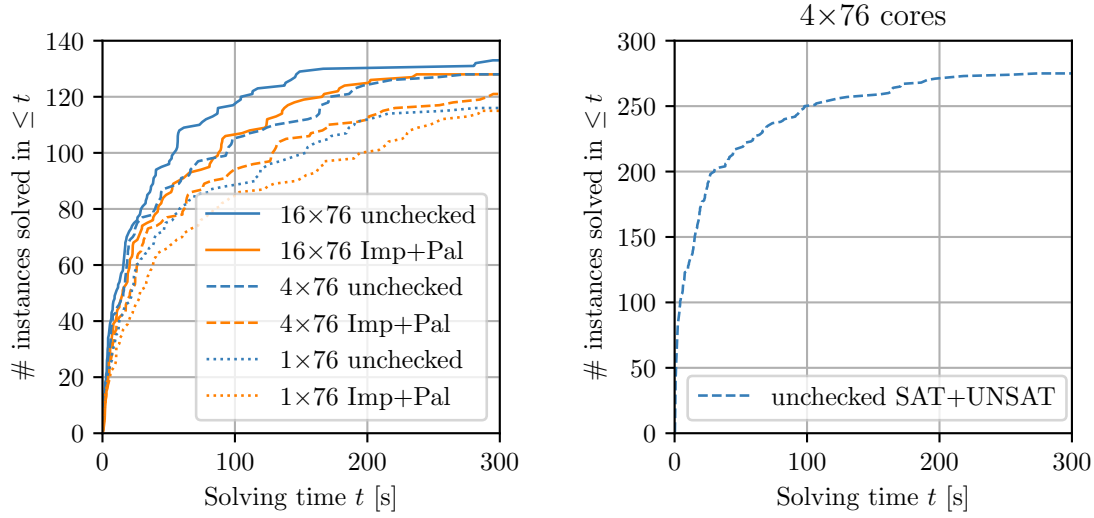 140
120
100
80
60
40
20
0
# instances solved in ≤ t
0
100
200
300
Solving time t [s]
16×76 unchecked
16×76 Imp+Pal
4×76 unchecked
4×76 Imp+Pal
1×76 unchecked
1×76 Imp+Pal
4×76 cores
300
250
200
150
100
50
0
# instances solved in ≤ t
0
100
200
300
Solving time t [s]
unchecked SAT+UNSAT